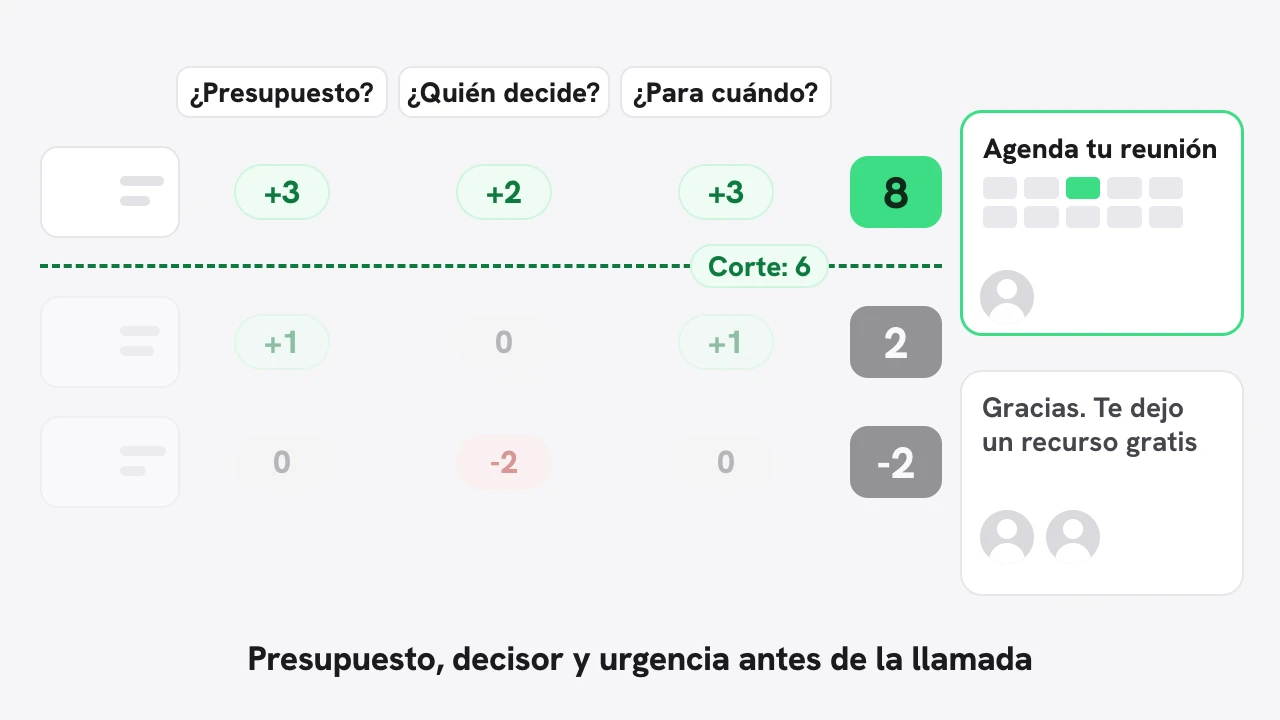 ¿Presupuesto? ¿Quién decide? ¿Para cuándo?
+3 +2 +3 8
Corte: 6
+1 0 +1 2
0 -2 0 -2
Agenda tu reunión
Gracias. Te dejo
un recurso gratis
Presupuesto, decisor y urgencia antes de la llamada